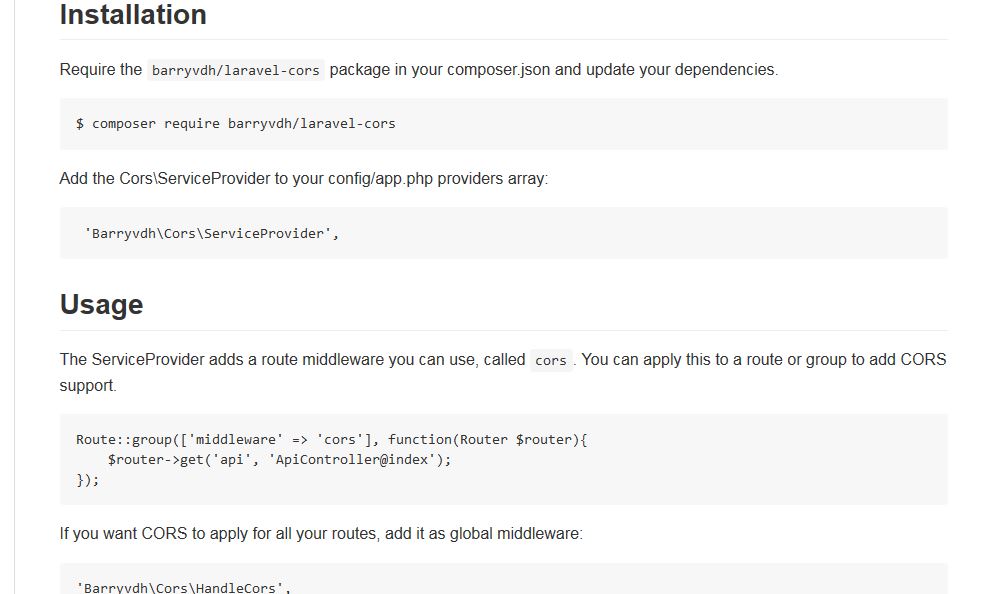 Installation
Require the barryvdh/laravel-cors package in your composer.json and update your dependencies.
$ composer require barryvdh/laravel-cors
Add the Cors\ServiceProvider to your config/app.php providers array:
'Barryvdh\Cors\ServiceProvider',
Usage
The ServiceProvider adds a route middleware you can use, called cors. You can apply this to a route or group to add CORS
support.
Route::group(['middleware' => 'cors'], function(Router $router){
    $router->get('api', 'ApiController@index');
});
If you want CORS to apply for all your routes, add it as global middleware:
'Barryvdh\Cors\HandleCors',